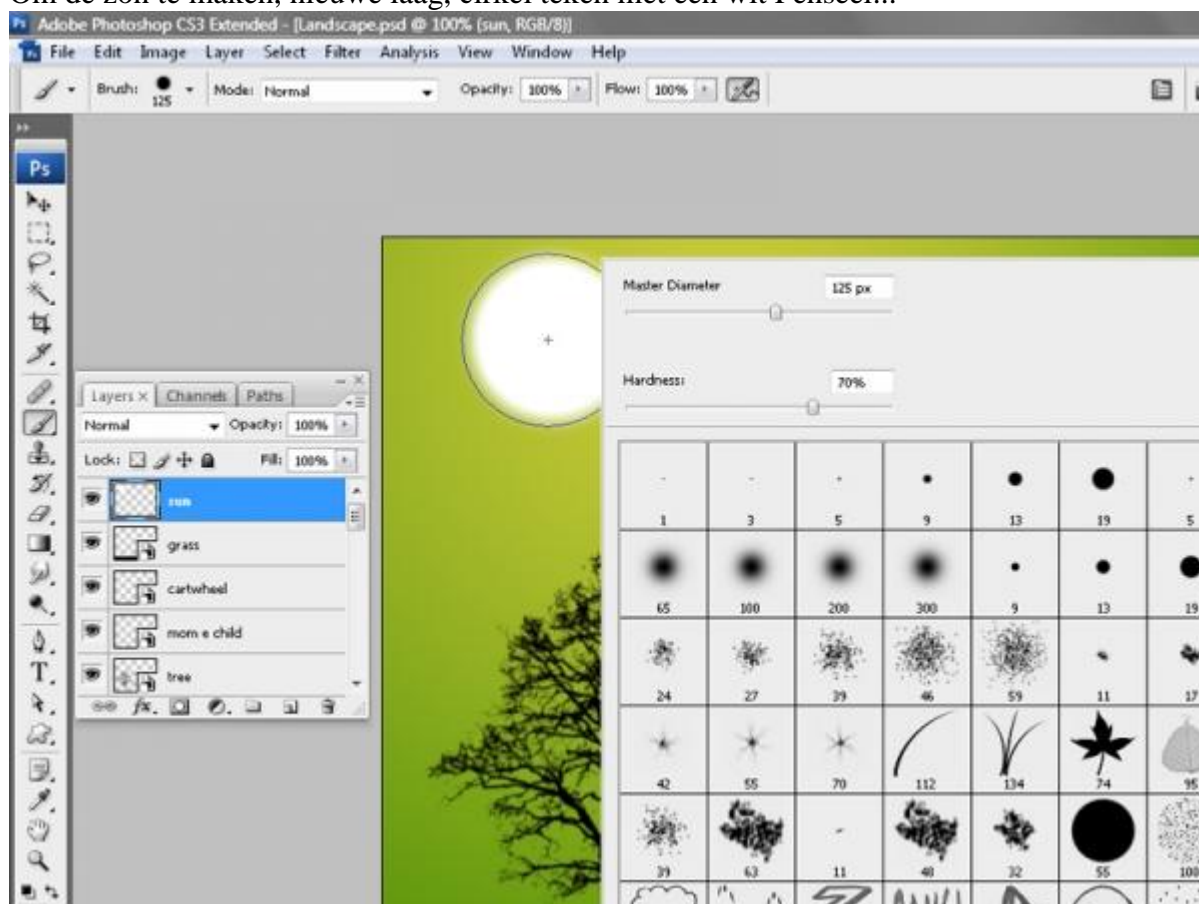 Om de zon te maken, nieuwe laag, cirkel teken met een wit Penseel...
Adobe Photoshop CS3 Extended - [Landscape.psd @ 100% (sun, RGB/8)]
File Edit Image Layer Select Filter Analysis View Window Help
Brush: 125 Mode: Normal Opacity: 100% Flow: 100%
Ps
Master Diameter 125 px
Hardness: 70%
Layers × Channels Paths
Normal Opacity: 100%
Lock: Fill: 100%
sun
grass
cartwheel
mom e child
tree
1 3 5 9 13 19 5
65 100 200 300 9 13 19
24 27 39 46 59 11 17
42 55 70 112 134 74 95
39 63 11 48 32 55 100